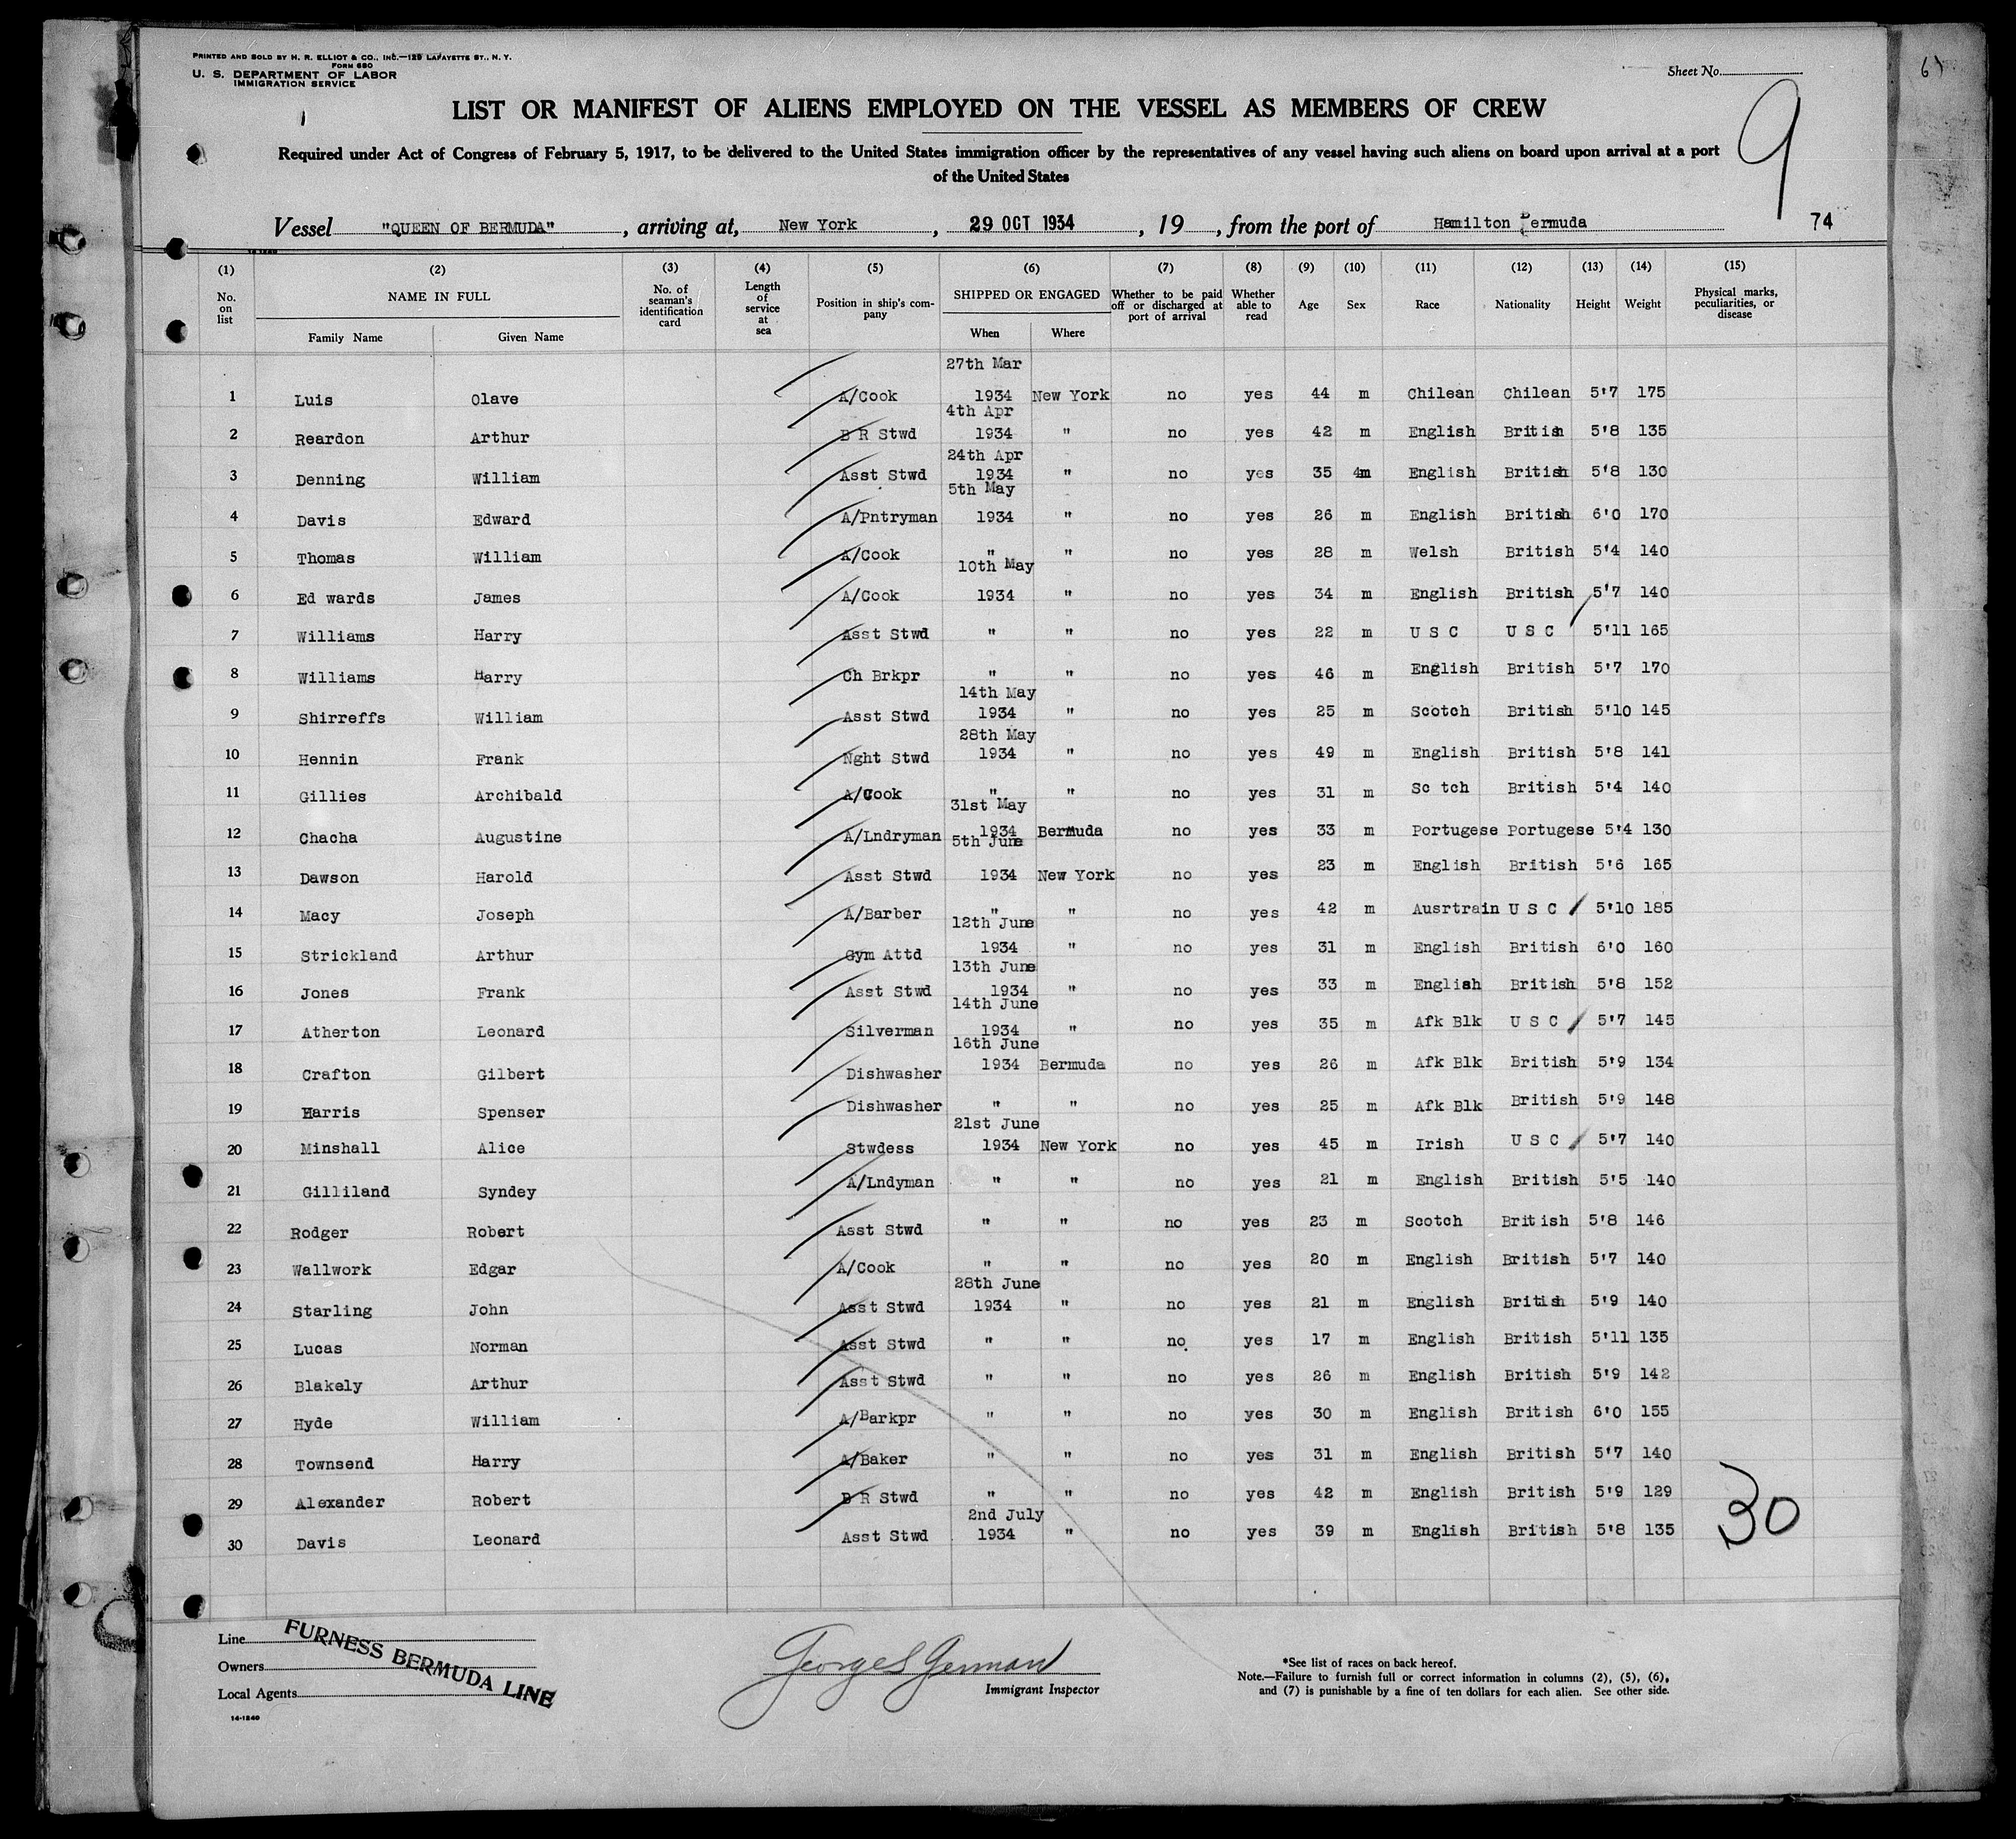 PRINTED AND SOLD BY H. R. ELLIOT & CO., INC.—129 LAFAYETTE ST., N. Y.
FORM 680
U. S. DEPARTMENT OF LABOR
IMMIGRATION SERVICE
Sheet No.
9
LIST OR MANIFEST OF ALIENS EMPLOYED ON THE VESSEL AS MEMBERS OF CREW
Required under Act of Congress of February 5, 1917, to be delivered to the United States immigration officer by the representatives of any vessel having such aliens on board upon arrival at a port
of the United States
Vessel "QUEEN OF BERMUDA", arriving at, New York, 29 OCT 1934, 19, from the port of Hamilton Bermuda 74
(1) (2) (3) (4) (5) (6) (7) (8) (9) (10) (11) (12) (13) (14) (15)
No. on list NAME IN FULL Family Name Given Name No. of seaman's identification card Length of service at sea Position in ship's company SHIPPED OR ENGAGED When Where Whether to be paid off or discharged at port of arrival Whether able to read Age Sex Race Nationality Height Weight Physical marks, peculiarities, or disease
27th Mar
1 Luis Olave A/Cook 1934 New York no yes 44 m Chilean Chilean 5'7 175
4th Apr
2 Reardon Arthur B R Stwd 1934 " no yes 42 m English British 5'8 135
24th Apr
3 Denning William Asst Stwd 1934 " no yes 35 4m English British 5'8 130
5th May
4 Davis Edward A/Pntryman 1934 " no yes 26 m English British 6'0 170
5 Thomas William A/Cook " " no yes 28 m Welsh British 5'4 140
10th May
6 Ed wards James A/Cook 1934 " no yes 34 m English British 5'7 140
7 Williams Harry Asst Stwd " " no yes 22 m U S C U S C 5'11 165
8 Williams Harry Ch Brkpr " " no yes 46 m English British 5'7 170
14th May
9 Shirreffs William Asst Stwd 1934 " no yes 25 m Scotch British 5'10 145
28th May
10 Hennin Frank Nght Stwd 1934 " no yes 49 m English British 5'8 141
11 Gillies Archibald A/Cook " " no yes 31 m Sc tch British 5'4 140
31st May
12 Chacha Augustine A/Lndryman 1934 Bermuda no yes 33 m Portugese Portugese 5'4 130
5th June
13 Dawson Harold Asst Stwd 1934 New York no yes 23 m English British 5'6 165
14 Macy Joseph A/Barber " " no yes 42 m Ausrtrain U S C 5'10 185
12th June
15 Strickland Arthur Gym Attd 1934 " no yes 31 m English British 6'0 160
13th June
16 Jones Frank Asst Stwd 1934 " no yes 33 m English British 5'8 152
14th June
17 Atherton Leonard Silverman 1934 " no yes 35 m Afk Blk U S C 5'7 145
16th June
18 Crafton Gilbert Dishwasher 1934 Bermuda no yes 26 m Afk Blk British 5'9 134
19 Harris Spenser Dishwasher " " no yes 25 m Afk Blk British 5'9 148
21st June
20 Minshall Alice Stwdess 1934 New York no yes 45 m Irish U S C 5'7 140
21 Gilliland Syndey A/Lndyman " " no yes 21 m English British 5'5 140
22 Rodger Robert Asst Stwd " " no yes 23 m Scotch British 5'8 146
23 Wallwork Edgar A/Cook " " no yes 20 m English British 5'7 140
28th June
24 Starling John Asst Stwd 1934 " no yes 21 m English British 5'9 140
25 Lucas Norman Asst Stwd " " no. yes 17 m English British 5'11 135
26 Blakely Arthur Asst Stwd " " no yes 26 m English British 5'9 142
27 Hyde William A/Barkpr " " no yes 30 m English British 6'0 155
28 Townsend Harry A/Baker " " no yes 31 m English British 5'7 140
29 Alexander Robert B R Stwd " " no yes 42 m English British 5'9 129
2nd July
30 Davis Leonard Asst Stwd 1934 " no yes 39 m English British 5'8 135
30
Line
Owners
Local Agents
FURNESS BERMUDA LINE
14-1240
George S German
Immigrant Inspector
*See list of races on back hereof.
Note.—Failure to furnish full or correct information in columns (2), (5), (6),
and (7) is punishable by a fine of ten dollars for each alien. See other side.